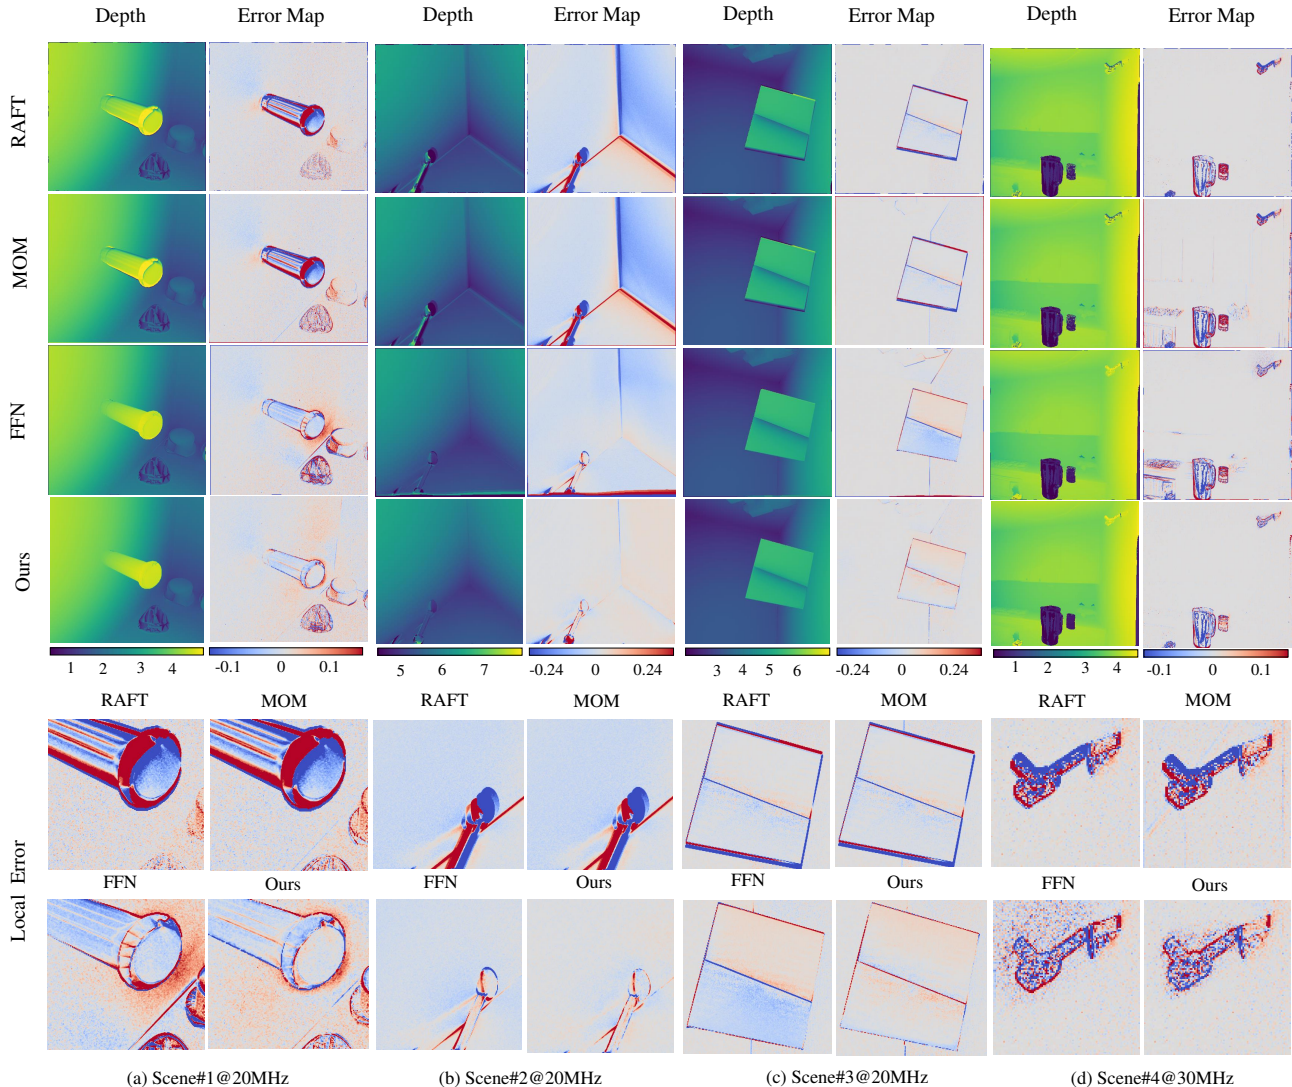 Depth Error Map Depth Error Map Depth Error Map Depth Error Map
RAFT
MOM
FFN
Ours
1 2 3 4 -0.1 0 0.1 5 6 7 -0.24 0 0.24 3 4 5 6 -0.24 0 0.24 1 2 3 4 -0.1 0 0.1
RAFT MOM RAFT MOM RAFT MOM RAFT MOM
Local Error
FFN Ours FFN Ours FFN Ours FFN Ours
(a) Scene#1@20MHz (b) Scene#2@20MHz (c) Scene#3@20MHz (d) Scene#4@30MHz